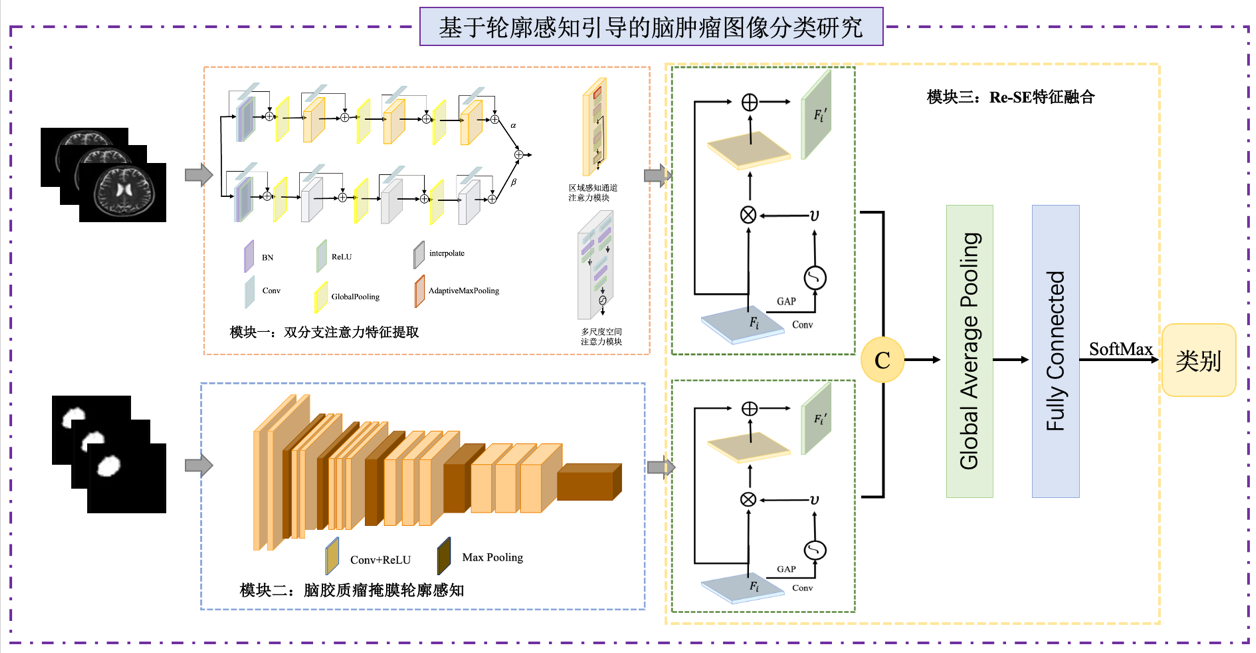 基于轮廓感知引导的脑肿瘤图像分类研究
α
β
区域感知通道
注意力模块
BN
ReLU
interpolate
Conv
GlobalPooling
AdaptiveMaxPooling
多尺度空间
注意力模块
模块一：双分支注意力特征提取
Conv+ReLU
Max Pooling
模块二：脑胶质瘤掩膜轮廓感知
模块三：Re-SE特征融合
Fᵢ′
υ
GAP
Conv
Fᵢ
Fᵢ′
υ
GAP
Conv
Fᵢ
C
Global Average Pooling
Fully Connected
SoftMax
类别